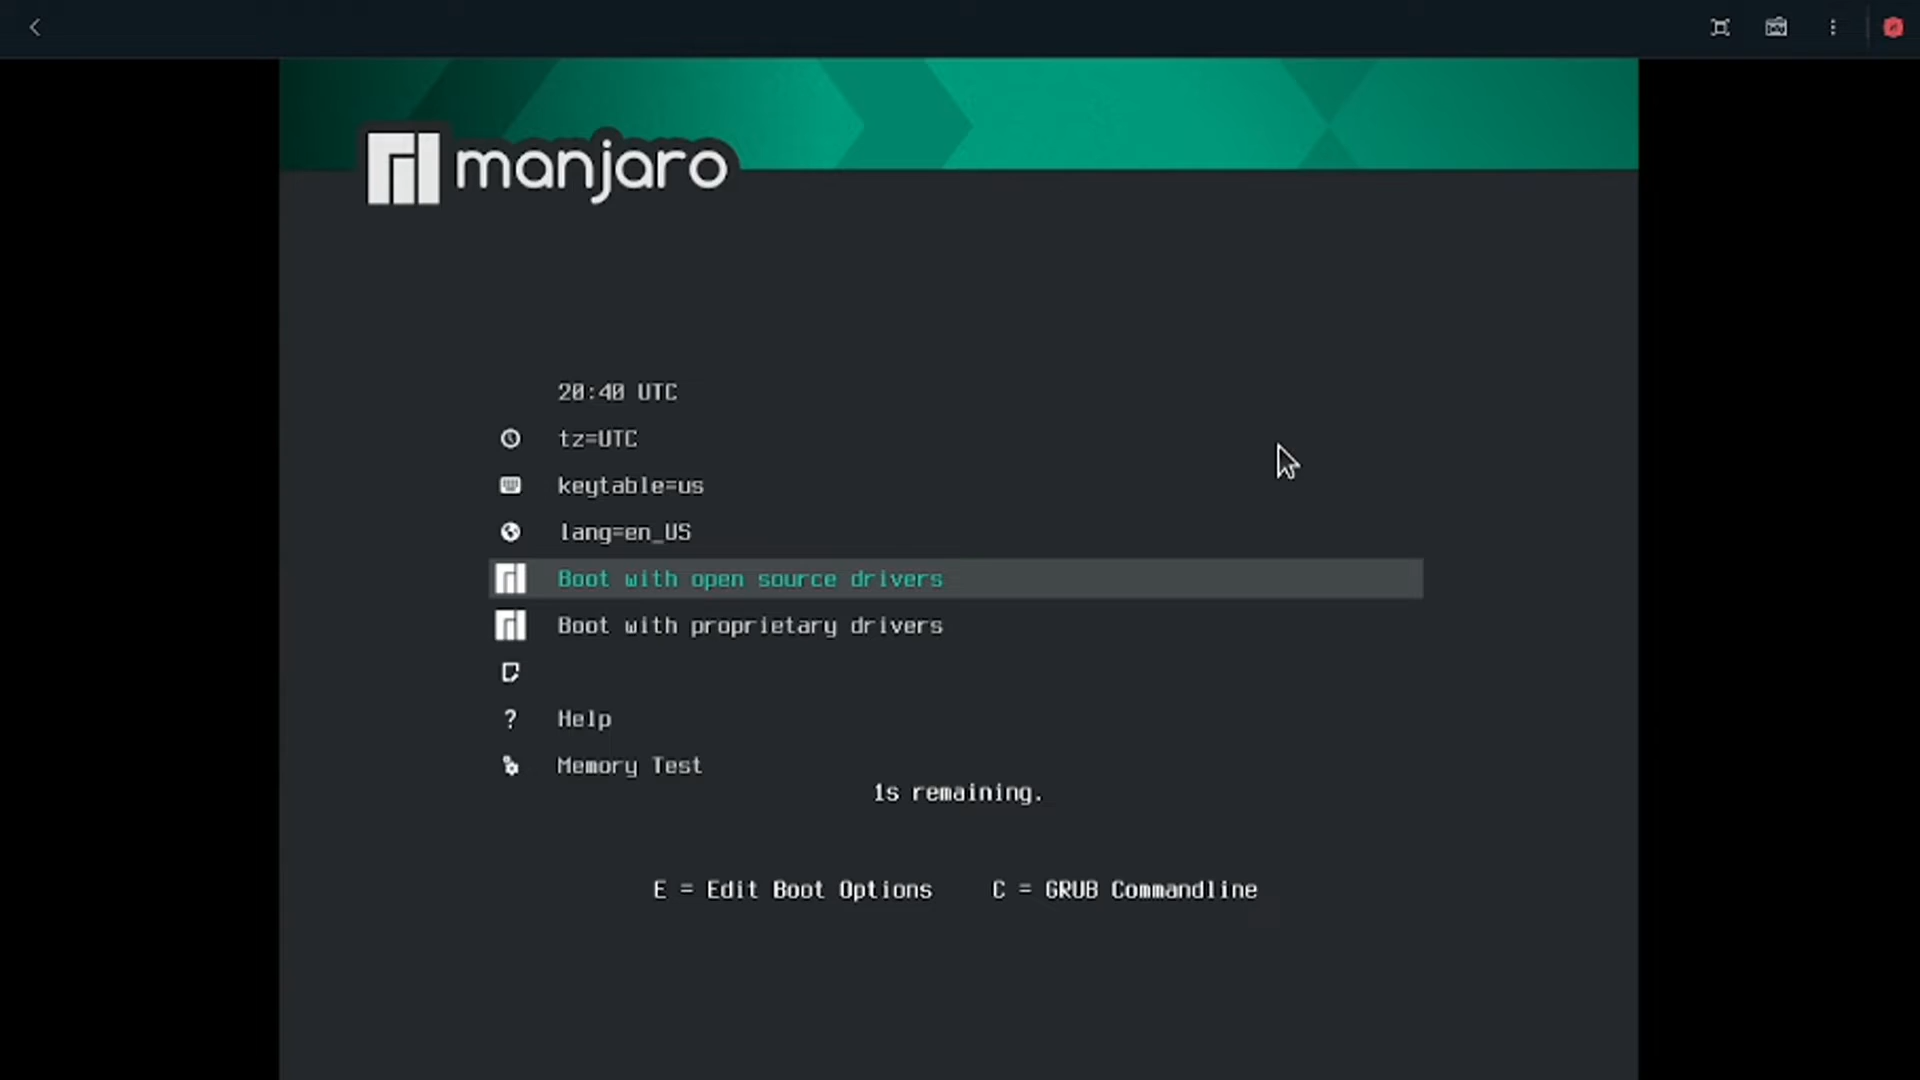 manjaro
20:40 UTC
tz=UTC
keytable=us
lang=en_US
Boot with open source drivers
Boot with proprietary drivers
? Help
Memory Test
1s remaining.
E = Edit Boot Options C = GRUB Commandline